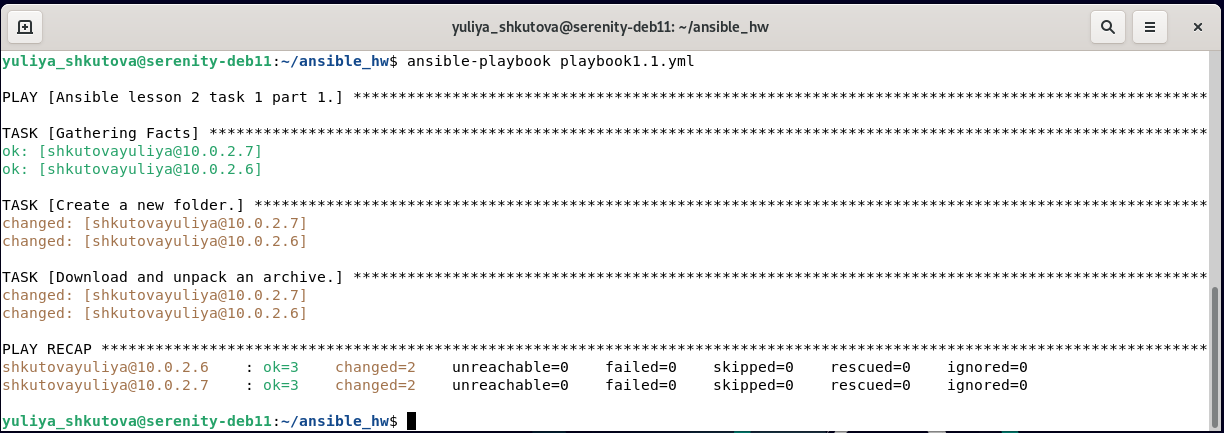 yuliya_shkutova@serenity-deb11: ~/ansible_hw
yuliya_shkutova@serenity-deb11:~/ansible_hw$ ansible-playbook playbook1.1.yml
PLAY [Ansible lesson 2 task 1 part 1.] ***********************************************************************************************
TASK [Gathering Facts] ***************************************************************************************************************
ok: [shkutovayuliya@10.0.2.7]
ok: [shkutovayuliya@10.0.2.6]
TASK [Create a new folder.] **********************************************************************************************************
changed: [shkutovayuliya@10.0.2.7]
changed: [shkutovayuliya@10.0.2.6]
TASK [Download and unpack an archive.] ***********************************************************************************************
changed: [shkutovayuliya@10.0.2.7]
changed: [shkutovayuliya@10.0.2.6]
PLAY RECAP ***************************************************************************************************************************
shkutovayuliya@10.0.2.6    : ok=3    changed=2    unreachable=0    failed=0    skipped=0    rescued=0    ignored=0
shkutovayuliya@10.0.2.7    : ok=3    changed=2    unreachable=0    failed=0    skipped=0    rescued=0    ignored=0
yuliya_shkutova@serenity-deb11:~/ansible_hw$